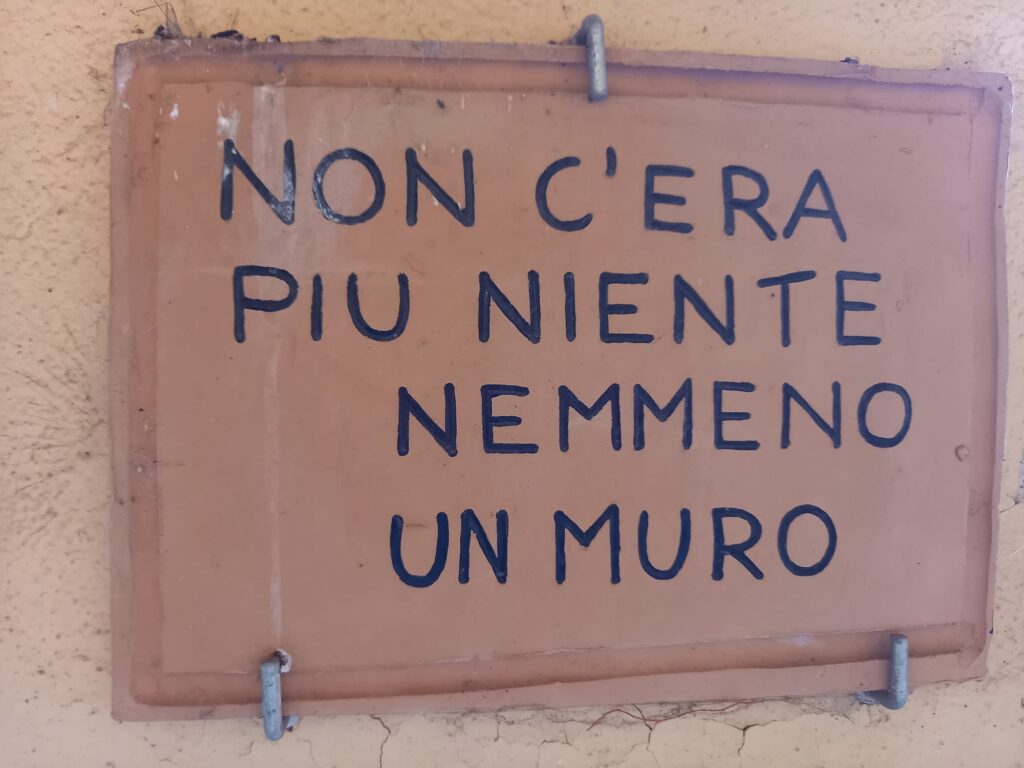 NON C'ERA
PIU NIENTE
NEMMENO
UN MURO